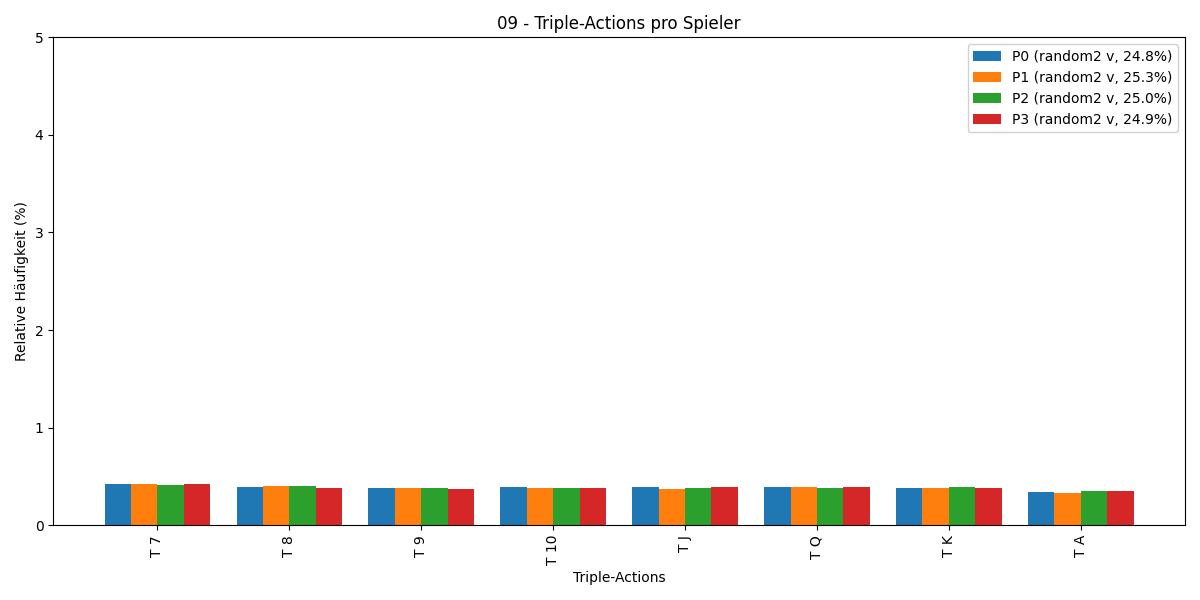 09 - Triple-Actions pro Spieler
P0 (random2 v, 24.8%)
P1 (random2 v, 25.3%)
P2 (random2 v, 25.0%)
P3 (random2 v, 24.9%)
Relative Häufigkeit (%)
5
4
3
2
1
0
T 7
T 8
T 9
T 10
T J
T Q
T K
T A
Triple-Actions